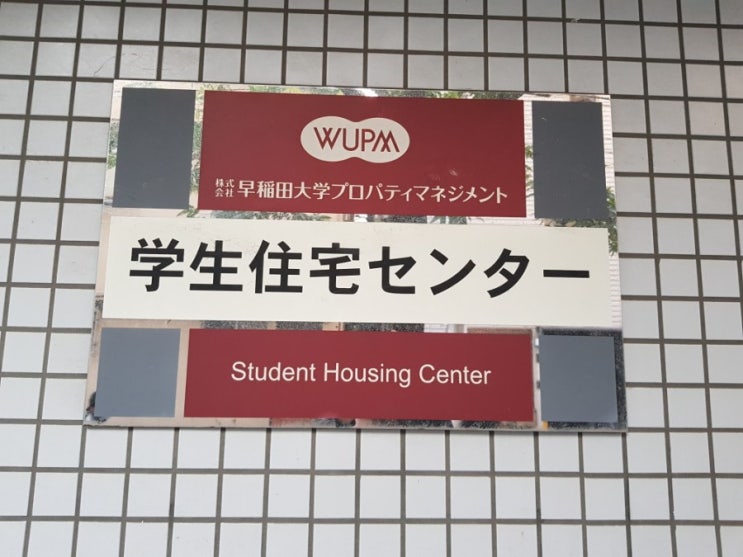 WUPM
株式会社 早稲田大学プロパティマネジメント
学生住宅センター
Student Housing Center